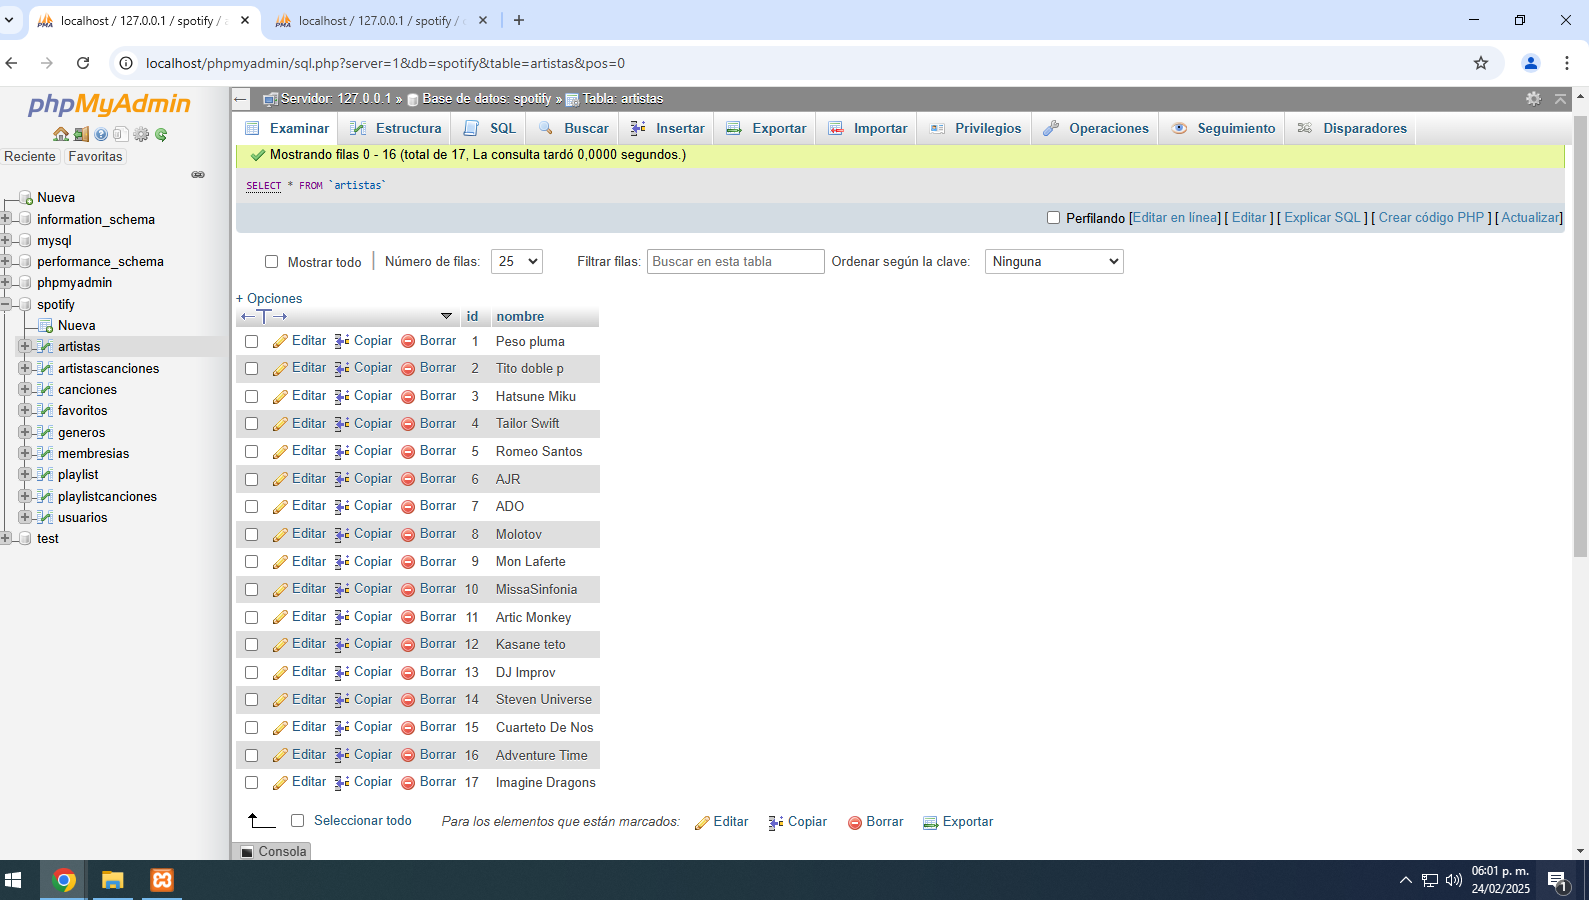 localhost / 127.0.0.1 / spotify /
localhost / 127.0.0.1 / spotify /
localhost/phpmyadmin/sql.php?server=1&db=spotify&table=artistas&pos=0
phpMyAdmin
Reciente Favoritas
Nueva
information_schema
mysql
performance_schema
phpmyadmin
spotify
Nueva
artistas
artistascanciones
canciones
favoritos
generos
membresias
playlist
playlistcanciones
usuarios
test
Servidor: 127.0.0.1 » Base de datos: spotify » Tabla: artistas
Examinar Estructura SQL Buscar Insertar Exportar Importar Privilegios Operaciones Seguimiento Disparadores
Mostrando filas 0 - 16 (total de 17, La consulta tardó 0,0000 segundos.)
SELECT * FROM `artistas`
Perfilando [Editar en línea] [ Editar ] [ Explicar SQL ] [ Crear código PHP ] [ Actualizar]
Mostrar todo | Número de filas: 25 Filtrar filas: Buscar en esta tabla Ordenar según la clave: Ninguna
+ Opciones
←T→ id nombre
Editar Copiar Borrar 1 Peso pluma
Editar Copiar Borrar 2 Tito doble p
Editar Copiar Borrar 3 Hatsune Miku
Editar Copiar Borrar 4 Tailor Swift
Editar Copiar Borrar 5 Romeo Santos
Editar Copiar Borrar 6 AJR
Editar Copiar Borrar 7 ADO
Editar Copiar Borrar 8 Molotov
Editar Copiar Borrar 9 Mon Laferte
Editar Copiar Borrar 10 MissaSinfonia
Editar Copiar Borrar 11 Artic Monkey
Editar Copiar Borrar 12 Kasane teto
Editar Copiar Borrar 13 DJ Improv
Editar Copiar Borrar 14 Steven Universe
Editar Copiar Borrar 15 Cuarteto De Nos
Editar Copiar Borrar 16 Adventure Time
Editar Copiar Borrar 17 Imagine Dragons
Seleccionar todo Para los elementos que están marcados: Editar Copiar Borrar Exportar
Consola
06:01 p. m.
24/02/2025
1